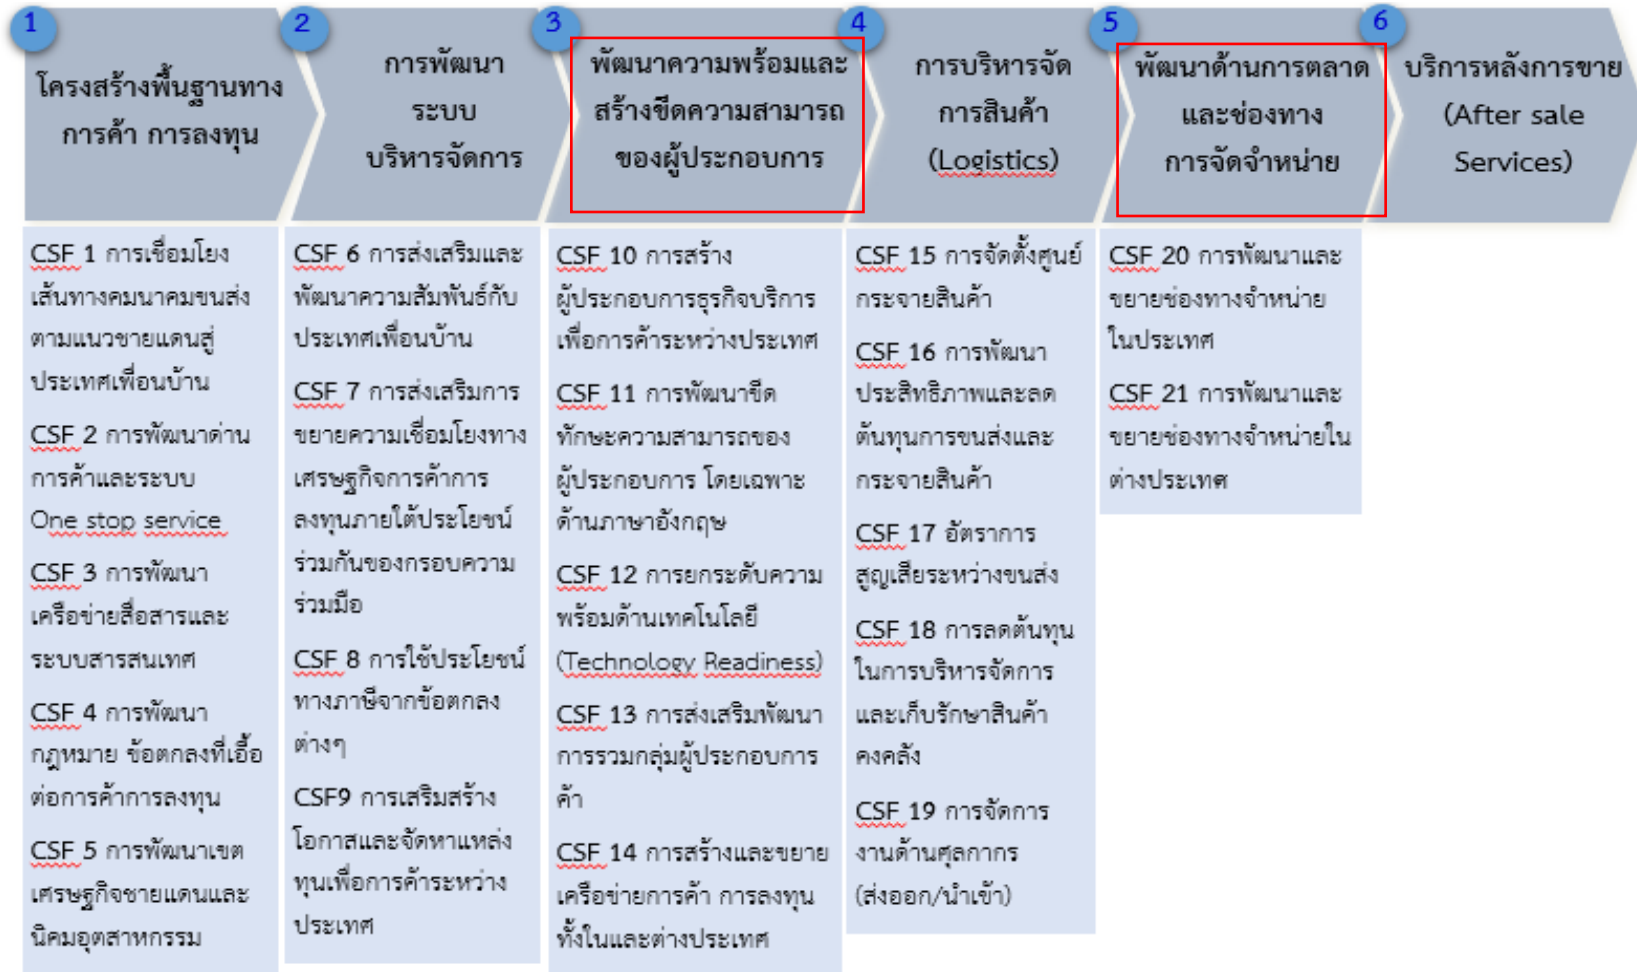 1
โครงสร้างพื้นฐานทาง
การค้า การลงทุน
2
การพัฒนา
ระบบ
บริหารจัดการ
3
พัฒนาความพร้อมและ
สร้างขีดความสามารถ
ของผู้ประกอบการ
4
การบริหารจัด
การสินค้า
(Logistics)
5
พัฒนาด้านการตลาด
และช่องทาง
การจัดจำหน่าย
6
บริการหลังการขาย
(After sale
Services)
CSF 1 การเชื่อมโยง
เส้นทางคมนาคมขนส่ง
ตามแนวชายแดนสู่
ประเทศเพื่อนบ้าน
CSF 2 การพัฒนาด่าน
การค้าและระบบ
One stop service
CSF 3 การพัฒนา
เครือข่ายสื่อสารและ
ระบบสารสนเทศ
CSF 4 การพัฒนา
กฎหมาย ข้อตกลงที่เอื้อ
ต่อการค้าการลงทุน
CSF 5 การพัฒนาเขต
เศรษฐกิจชายแดนและ
นิคมอุตสาหกรรม
CSF 6 การส่งเสริมและ
พัฒนาความสัมพันธ์กับ
ประเทศเพื่อนบ้าน
CSF 7 การส่งเสริมการ
ขยายความเชื่อมโยงทาง
เศรษฐกิจการค้าการ
ลงทุนภายใต้ประโยชน์
ร่วมกันของกรอบความ
ร่วมมือ
CSF 8 การใช้ประโยชน์
ทางภาษีจากข้อตกลง
ต่างๆ
CSF9 การเสริมสร้าง
โอกาสและจัดหาแหล่ง
ทุนเพื่อการค้าระหว่าง
ประเทศ
CSF 10 การสร้าง
ผู้ประกอบการธุรกิจบริการ
เพื่อการค้าระหว่างประเทศ
CSF 11 การพัฒนาขีด
ทักษะความสามารถของ
ผู้ประกอบการ โดยเฉพาะ
ด้านภาษาอังกฤษ
CSF 12 การยกระดับความ
พร้อมด้านเทคโนโลยี
(Technology Readiness)
CSF 13 การส่งเสริมพัฒนา
การรวมกลุ่มผู้ประกอบการ
ค้า
CSF 14 การสร้างและขยาย
เครือข่ายการค้า การลงทุน
ทั้งในและต่างประเทศ
CSF 15 การจัดตั้งศูนย์
กระจายสินค้า
CSF 16 การพัฒนา
ประสิทธิภาพและลด
ต้นทุนการขนส่งและ
กระจายสินค้า
CSF 17 อัตราการ
สูญเสียระหว่างขนส่ง
CSF 18 การลดต้นทุน
ในการบริหารจัดการ
และเก็บรักษาสินค้า
คงคลัง
CSF 19 การจัดการ
งานด้านศุลกากร
(ส่งออก/นำเข้า)
CSF 20 การพัฒนาและ
ขยายช่องทางจำหน่าย
ในประเทศ
CSF 21 การพัฒนาและ
ขยายช่องทางจำหน่ายใน
ต่างประเทศ